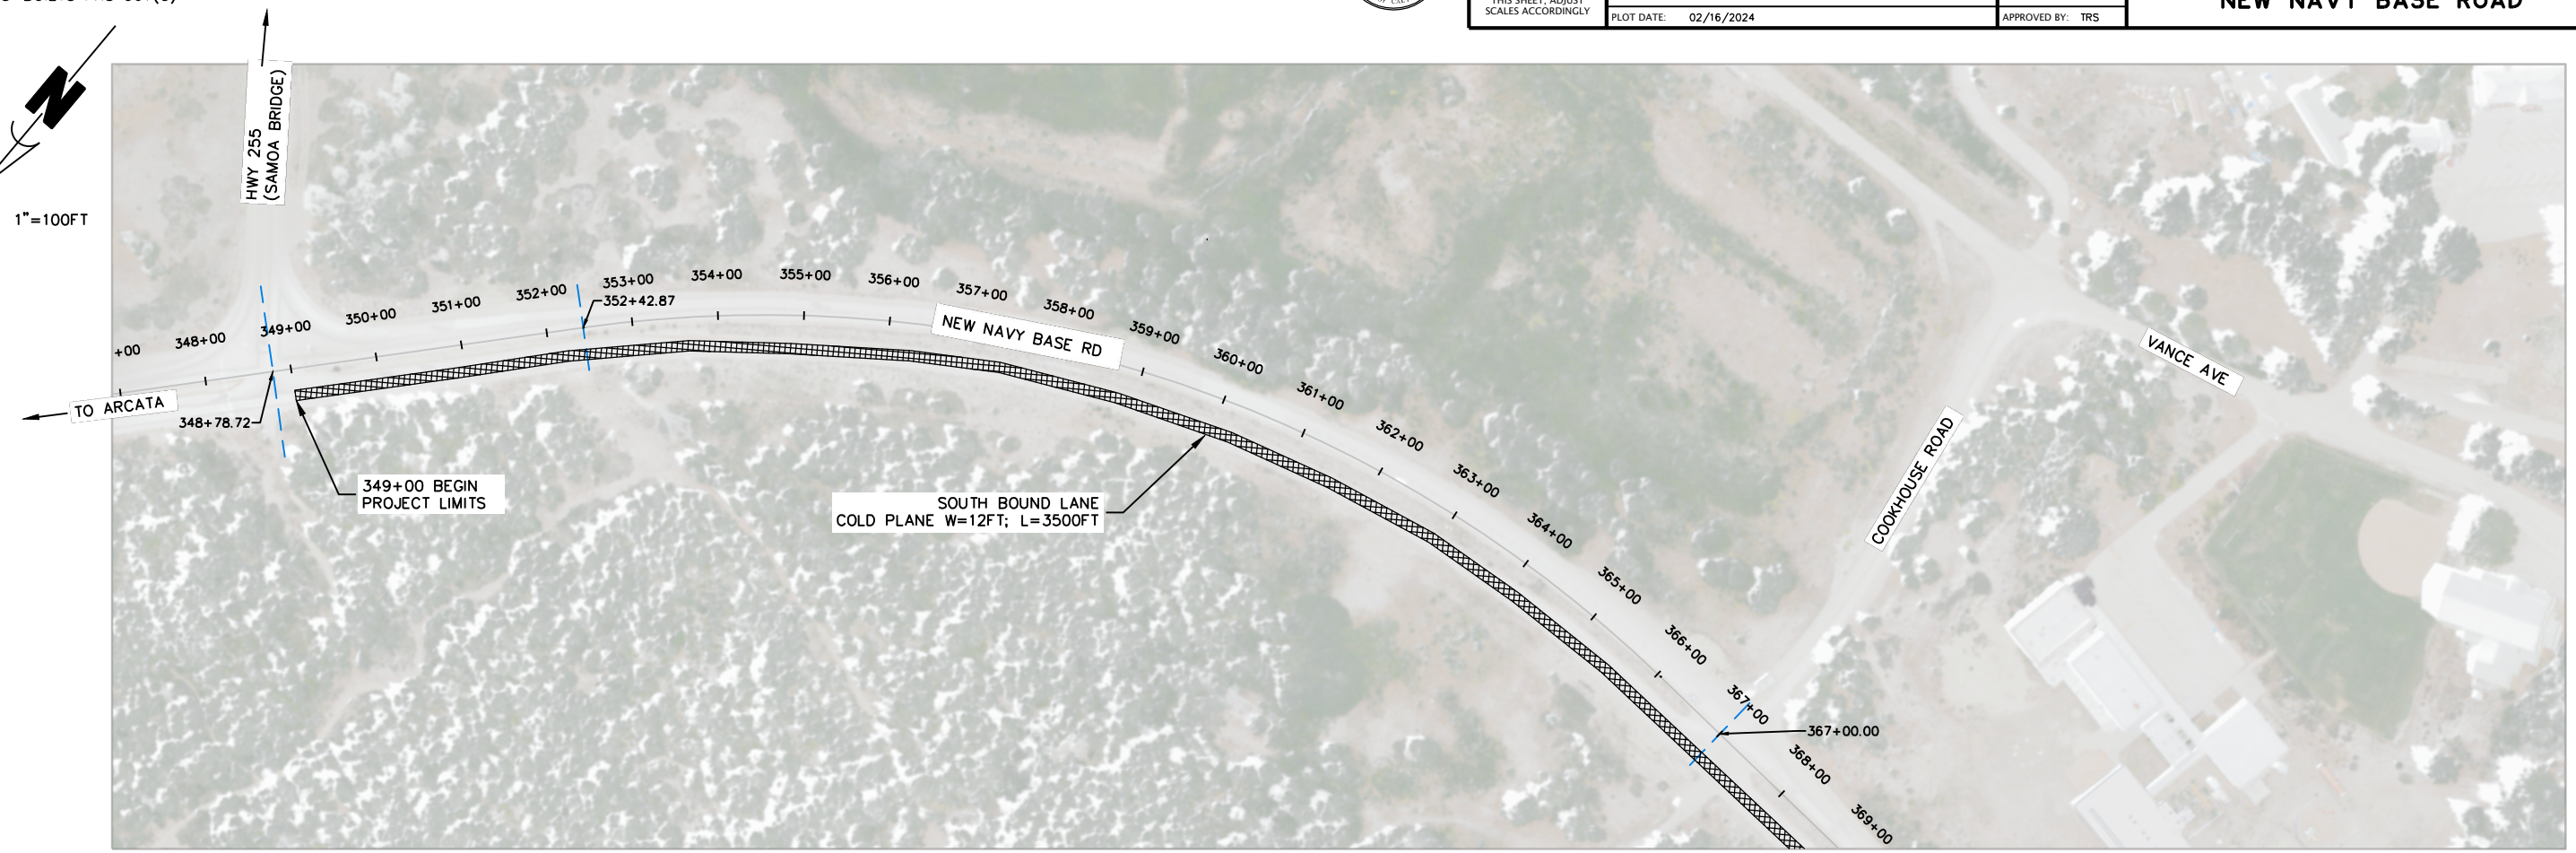 THIS SHEET, ADJUST
SCALES ACCORDINGLY
PLOT DATE: 02/16/2024
APPROVED BY: TRS
NEW NAVY BASE ROAD
N
1"=100FT
HWY 255
(SAMOA BRIDGE)
+00
348+00
349+00
350+00
351+00
352+00
353+00
354+00
355+00
356+00
357+00
358+00
359+00
360+00
361+00
362+00
363+00
364+00
365+00
366+00
367+00
368+00
369+00
352+42.87
NEW NAVY BASE RD
TO ARCATA
348+78.72
349+00 BEGIN
PROJECT LIMITS
SOUTH BOUND LANE
COLD PLANE W=12FT; L=3500FT
COOKHOUSE ROAD
VANCE AVE
367+00.00